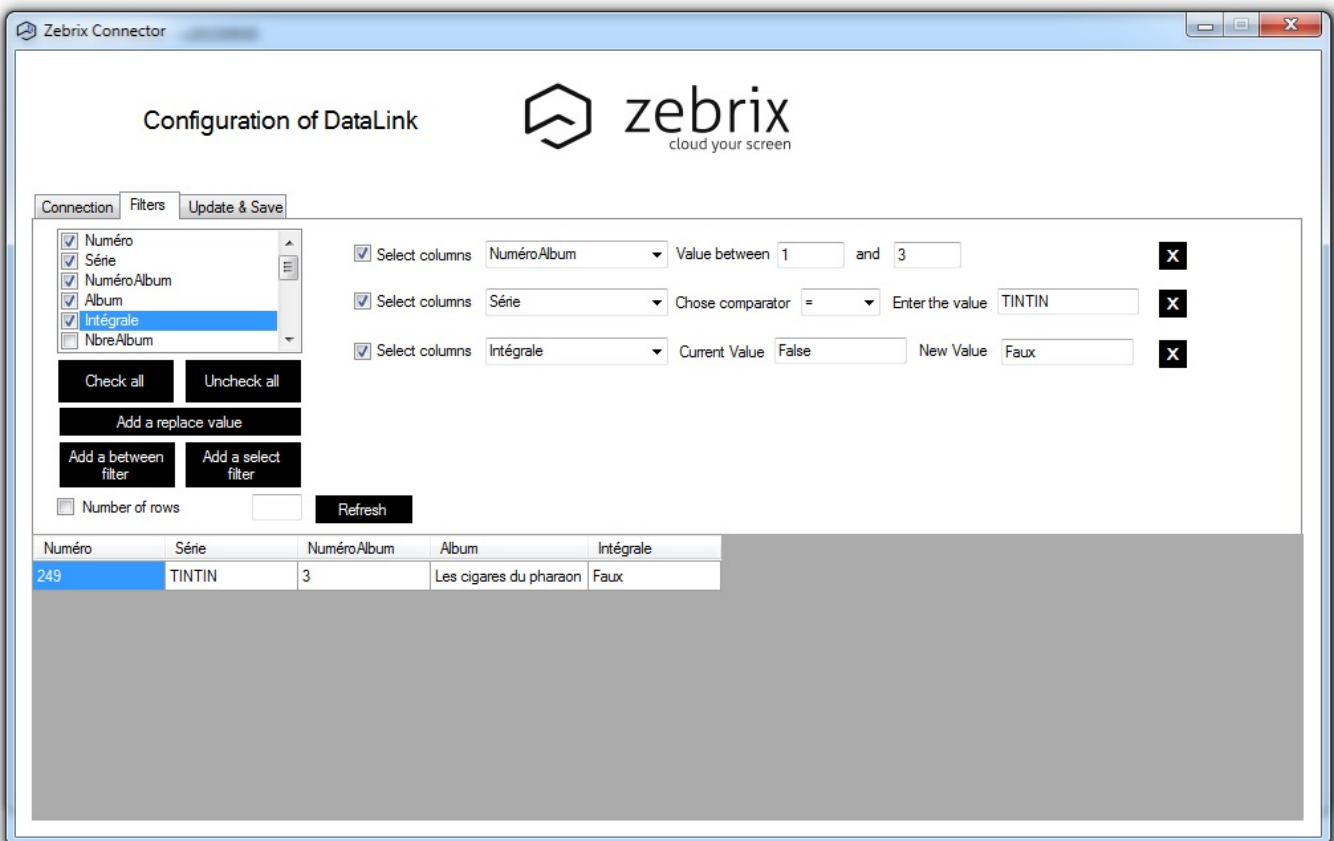 Zebrix Connector
Configuration of DataLink
zebrix
cloud your screen
Connection Filters Update & Save
Numéro
Série
NuméroAlbum
Album
Intégrale
NbreAlbum
Select columns NuméroAlbum Value between 1 and 3 X
Select columns Série Chose comparator = Enter the value TINTIN X
Select columns Intégrale Current Value False New Value Faux X
Check all Uncheck all
Add a replace value
Add a between filter
Add a select filter
Number of rows Refresh
Numéro Série NuméroAlbum Album Intégrale
249 TINTIN 3 Les cigares du pharaon Faux